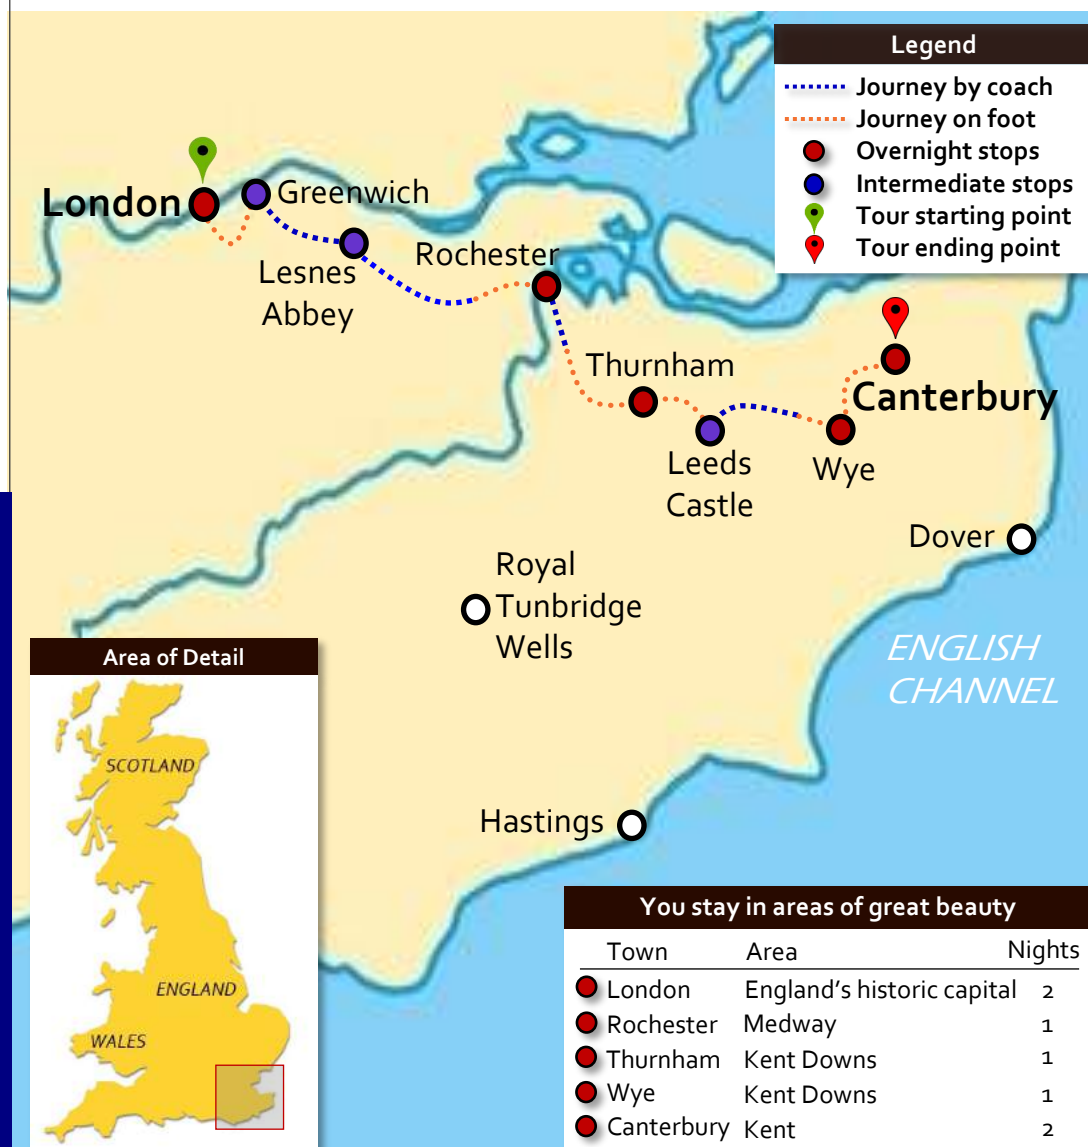 Legend
Journey by coach
Journey on foot
Overnight stops
Intermediate stops
Tour starting point
Tour ending point
London
Greenwich
Lesnes
Abbey
Rochester
Thurnham
Canterbury
Leeds
Castle
Wye
Dover
Royal
Tunbridge
Wells
ENGLISH
CHANNEL
Hastings
Area of Detail
SCOTLAND
ENGLAND
WALES
You stay in areas of great beauty
Town Area Nights
London England's historic capital 2
Rochester Medway 1
Thurnham Kent Downs 1
Wye Kent Downs 1
Canterbury Kent 2